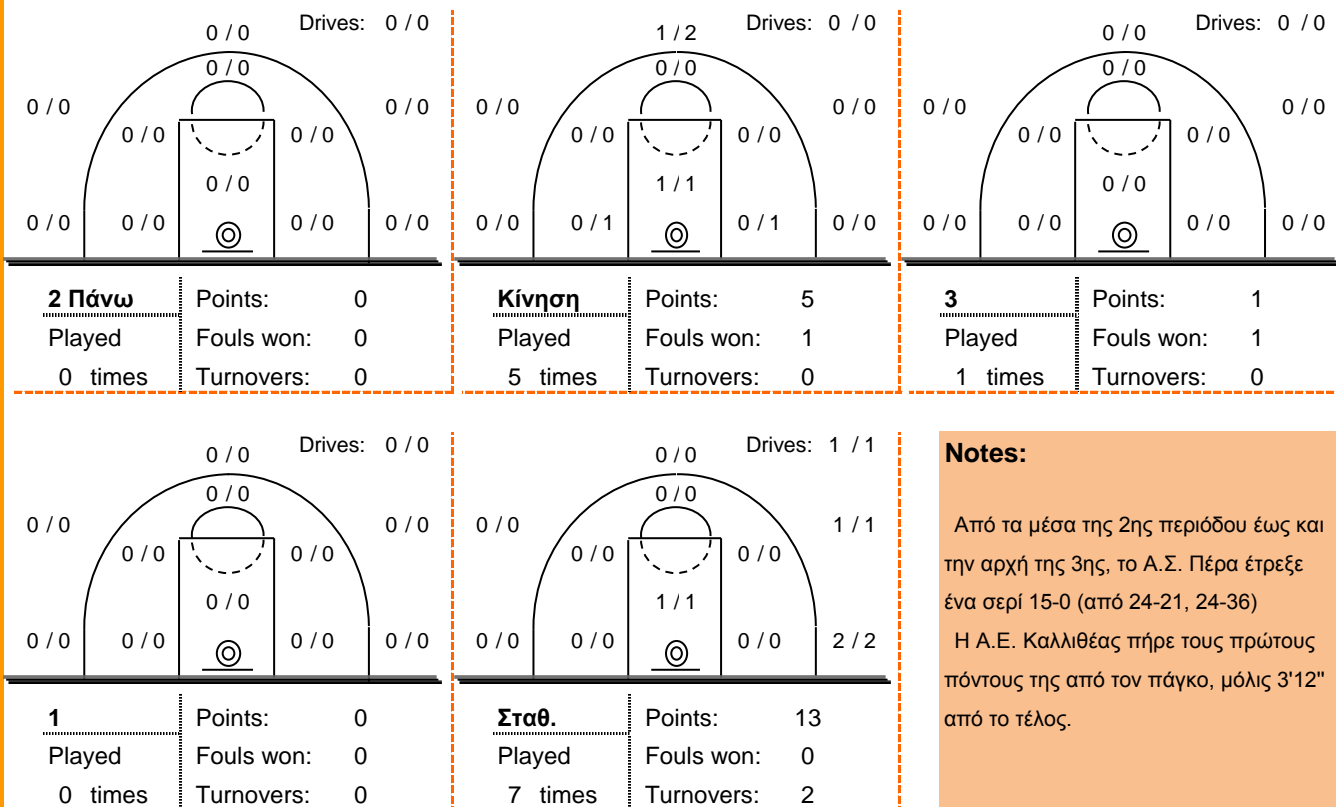 Drives: 0 / 0
0 / 0
0 / 0
0 / 0
0 / 0
0 / 0
0 / 0
0 / 0
0 / 0
0 / 0
0 / 0
0 / 0
2 Πάνω
Points: 0
Played
Fouls won: 0
0 times
Turnovers: 0
Drives: 0 / 0
1 / 2
0 / 0
0 / 0
0 / 0
0 / 0
0 / 0
1 / 1
0 / 0
0 / 1
0 / 1
0 / 0
Κίνηση
Points: 5
Played
Fouls won: 1
5 times
Turnovers: 0
Drives: 0 / 0
0 / 0
0 / 0
0 / 0
0 / 0
0 / 0
0 / 0
0 / 0
0 / 0
0 / 0
0 / 0
0 / 0
3
Points: 1
Played
Fouls won: 1
1 times
Turnovers: 0
Drives: 0 / 0
0 / 0
0 / 0
0 / 0
0 / 0
0 / 0
0 / 0
0 / 0
0 / 0
0 / 0
0 / 0
0 / 0
1
Points: 0
Played
Fouls won: 0
0 times
Turnovers: 0
Drives: 1 / 1
0 / 0
0 / 0
0 / 0
1 / 1
0 / 0
0 / 0
1 / 1
0 / 0
0 / 0
0 / 0
2 / 2
Σταθ.
Points: 13
Played
Fouls won: 0
7 times
Turnovers: 2
Notes:
Από τα μέσα της 2ης περιόδου έως και
την αρχή της 3ης, το Α.Σ. Πέρα έτρεξε
ένα σερί 15-0 (από 24-21, 24-36)
Η Α.Ε. Καλλιθέας πήρε τους πρώτους
πόντους της από τον πάγκο, μόλις 3'12"
από το τέλος.